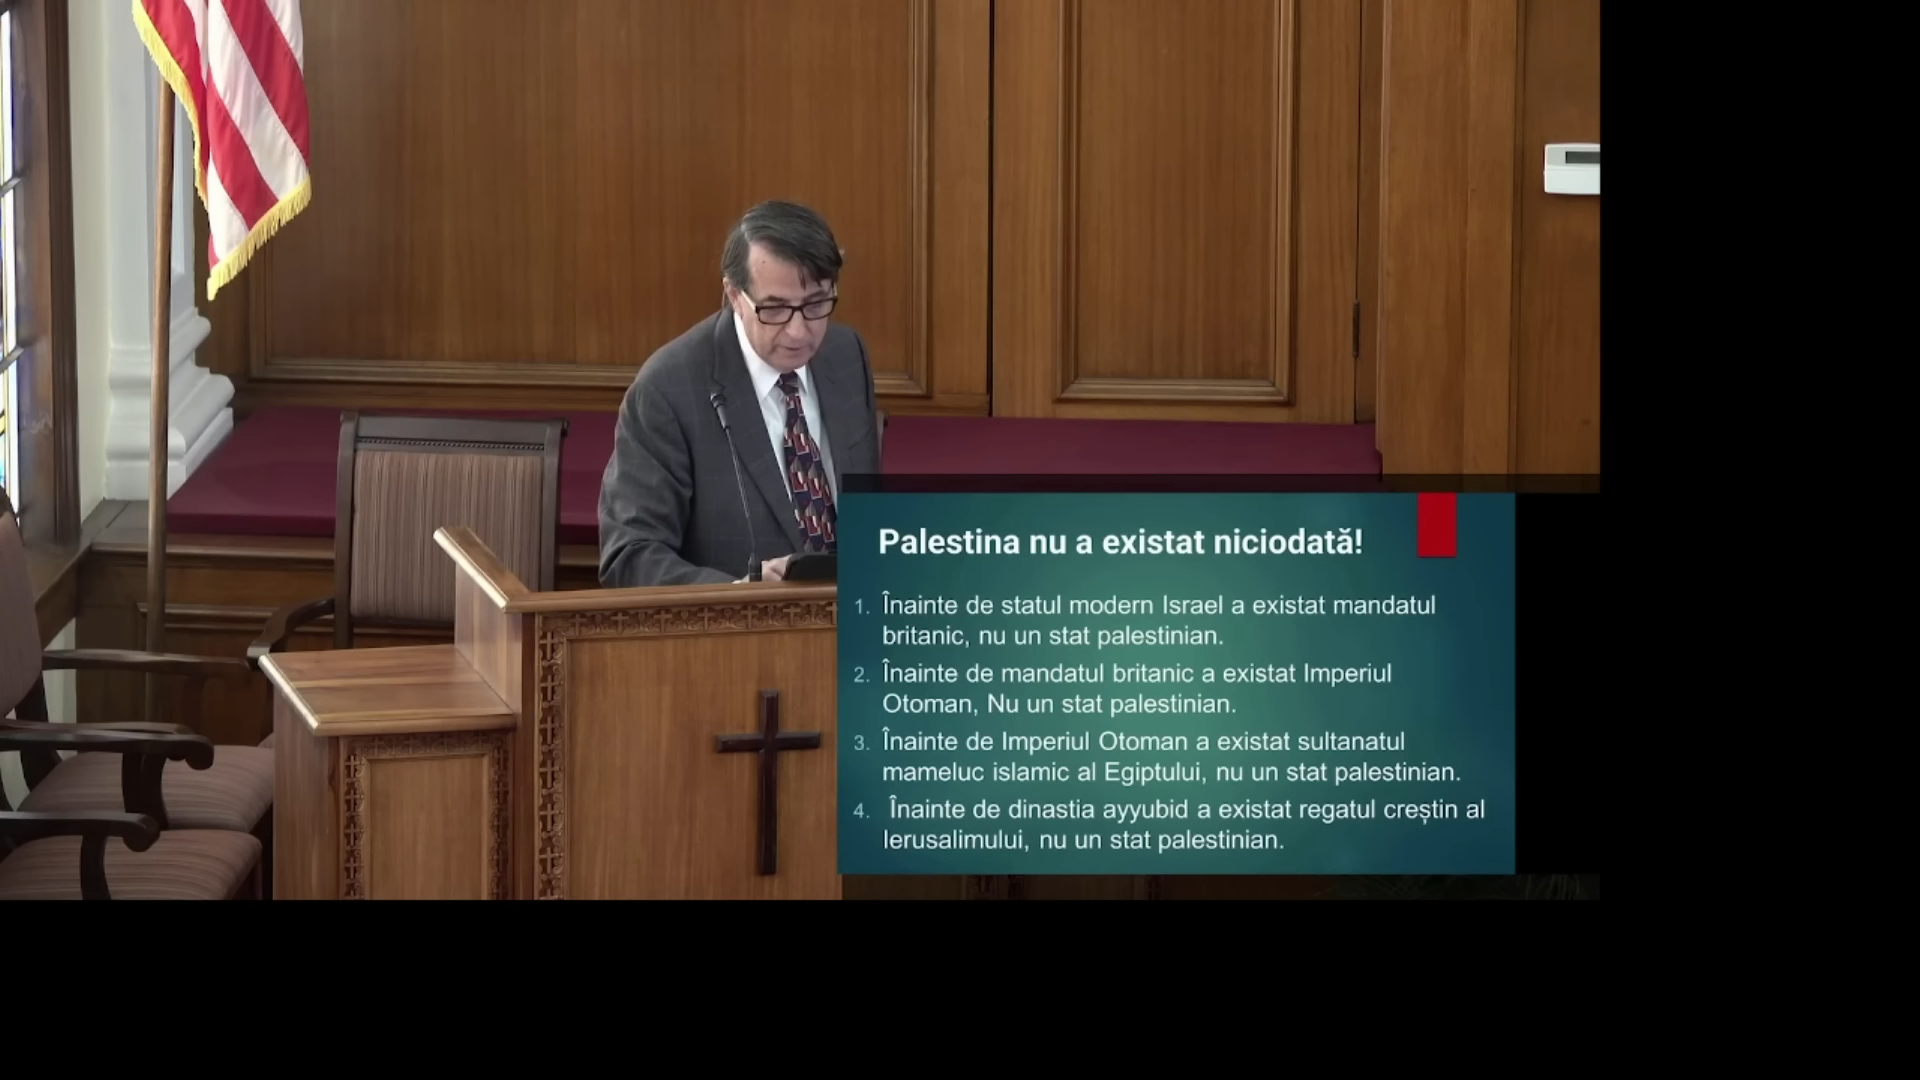 Palestina nu a existat niciodată!
1. Înainte de statul modern Israel a existat mandatul
britanic, nu un stat palestinian.
2. Înainte de mandatul britanic a existat Imperiul
Otoman, Nu un stat palestinian.
3. Înainte de Imperiul Otoman a existat sultanatul
mameluc islamic al Egiptului, nu un stat palestinian.
4. Înainte de dinastia ayyubid a existat regatul creștin al
Ierusalimului, nu un stat palestinian.